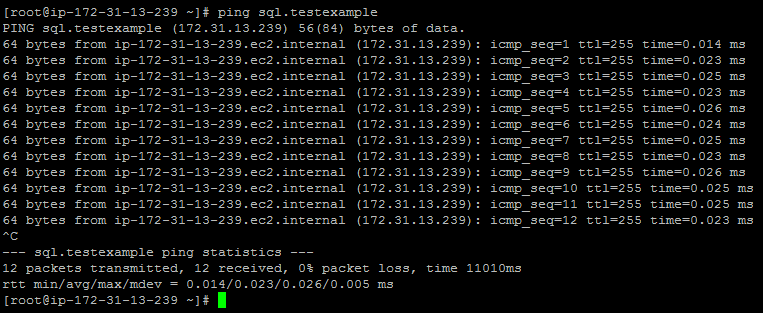 [root@ip-172-31-13-239 ~]# ping sql.testexample
PING sql.testexample (172.31.13.239) 56(84) bytes of data.
64 bytes from ip-172-31-13-239.ec2.internal (172.31.13.239): icmp_seq=1 ttl=255 time=0.014 ms
64 bytes from ip-172-31-13-239.ec2.internal (172.31.13.239): icmp_seq=2 ttl=255 time=0.023 ms
64 bytes from ip-172-31-13-239.ec2.internal (172.31.13.239): icmp_seq=3 ttl=255 time=0.025 ms
64 bytes from ip-172-31-13-239.ec2.internal (172.31.13.239): icmp_seq=4 ttl=255 time=0.023 ms
64 bytes from ip-172-31-13-239.ec2.internal (172.31.13.239): icmp_seq=5 ttl=255 time=0.026 ms
64 bytes from ip-172-31-13-239.ec2.internal (172.31.13.239): icmp_seq=6 ttl=255 time=0.024 ms
64 bytes from ip-172-31-13-239.ec2.internal (172.31.13.239): icmp_seq=7 ttl=255 time=0.025 ms
64 bytes from ip-172-31-13-239.ec2.internal (172.31.13.239): icmp_seq=8 ttl=255 time=0.023 ms
64 bytes from ip-172-31-13-239.ec2.internal (172.31.13.239): icmp_seq=9 ttl=255 time=0.026 ms
64 bytes from ip-172-31-13-239.ec2.internal (172.31.13.239): icmp_seq=10 ttl=255 time=0.025 ms
64 bytes from ip-172-31-13-239.ec2.internal (172.31.13.239): icmp_seq=11 ttl=255 time=0.025 ms
64 bytes from ip-172-31-13-239.ec2.internal (172.31.13.239): icmp_seq=12 ttl=255 time=0.023 ms
^C
--- sql.testexample ping statistics ---
12 packets transmitted, 12 received, 0% packet loss, time 11010ms
rtt min/avg/max/mdev = 0.014/0.023/0.026/0.005 ms
[root@ip-172-31-13-239 ~]#